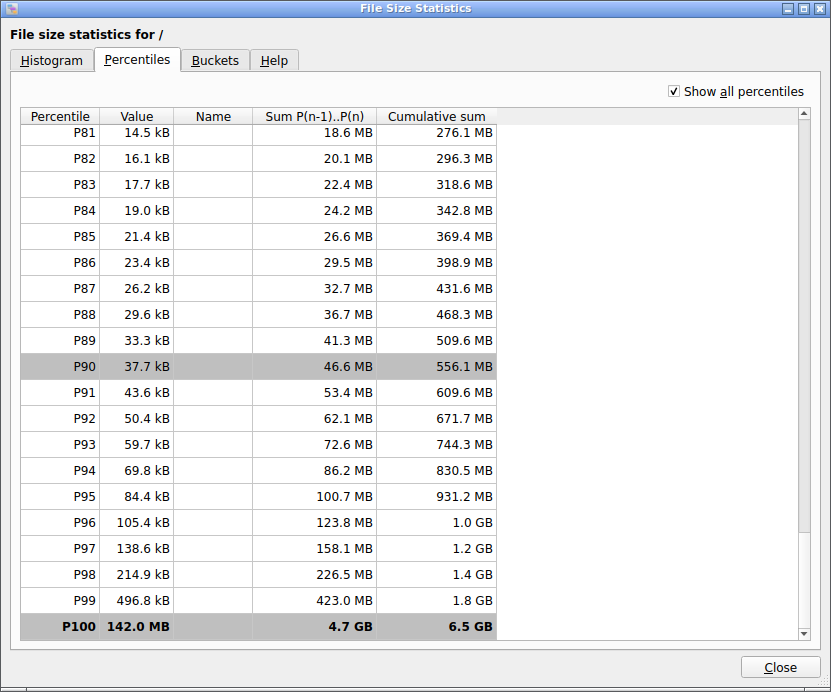 File Size Statistics
File size statistics for /
Histogram Percentiles Buckets Help
Show all percentiles
Percentile Value Name Sum P(n-1)..P(n) Cumulative sum
P81 14.5 kB 18.6 MB 276.1 MB
P82 16.1 kB 20.1 MB 296.3 MB
P83 17.7 kB 22.4 MB 318.6 MB
P84 19.0 kB 24.2 MB 342.8 MB
P85 21.4 kB 26.6 MB 369.4 MB
P86 23.4 kB 29.5 MB 398.9 MB
P87 26.2 kB 32.7 MB 431.6 MB
P88 29.6 kB 36.7 MB 468.3 MB
P89 33.3 kB 41.3 MB 509.6 MB
P90 37.7 kB 46.6 MB 556.1 MB
P91 43.6 kB 53.4 MB 609.6 MB
P92 50.4 kB 62.1 MB 671.7 MB
P93 59.7 kB 72.6 MB 744.3 MB
P94 69.8 kB 86.2 MB 830.5 MB
P95 84.4 kB 100.7 MB 931.2 MB
P96 105.4 kB 123.8 MB 1.0 GB
P97 138.6 kB 158.1 MB 1.2 GB
P98 214.9 kB 226.5 MB 1.4 GB
P99 496.8 kB 423.0 MB 1.8 GB
P100 142.0 MB 4.7 GB 6.5 GB
Close